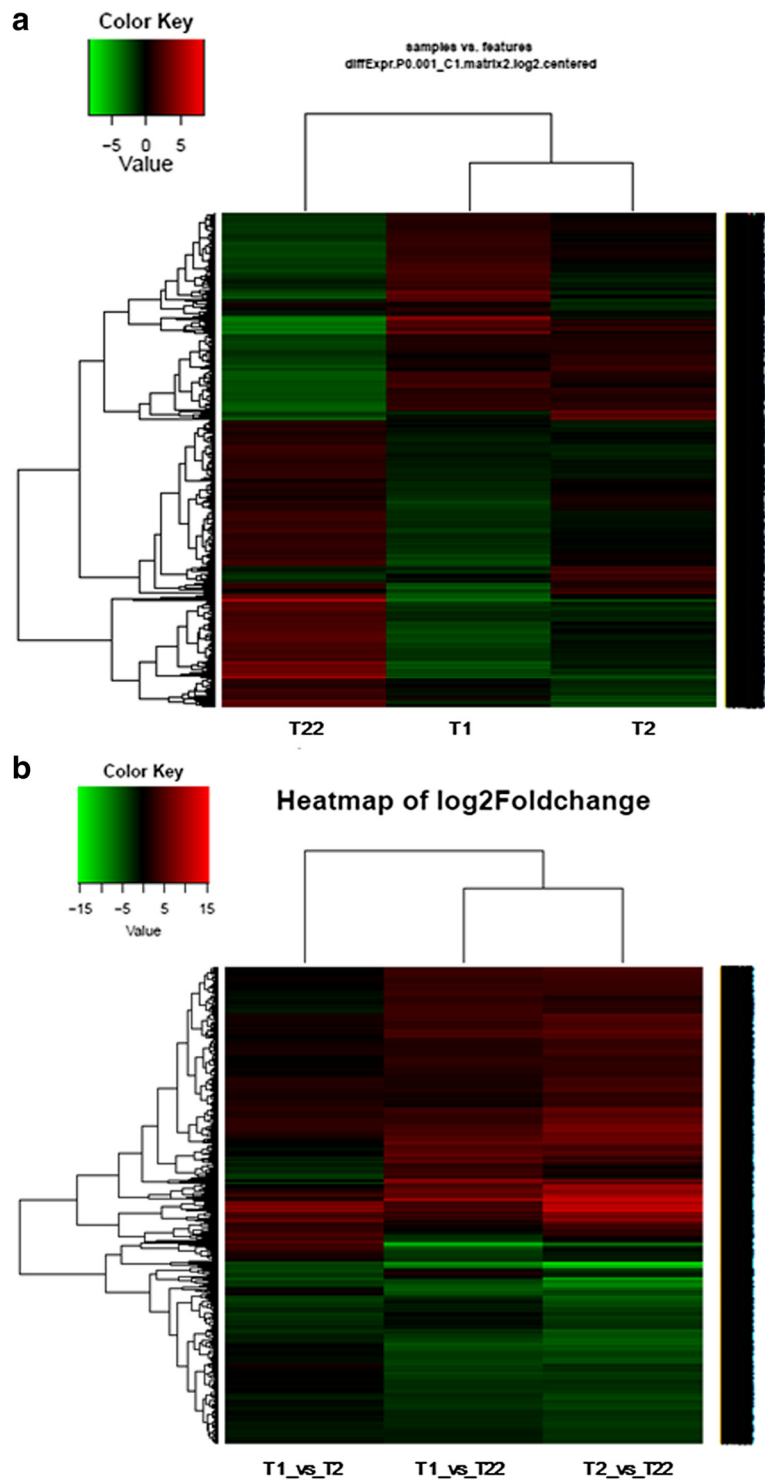 a
Color Key
−5 0 5
Value
samples vs. features
diffExpr.P0.001_C1.matrix2.log2.centered
T22 T1 T2
b
Color Key
−15 −5 5 15
Value
Heatmap of log2Foldchange
T1_vs_T2 T1_vs_T22 T2_vs_T22